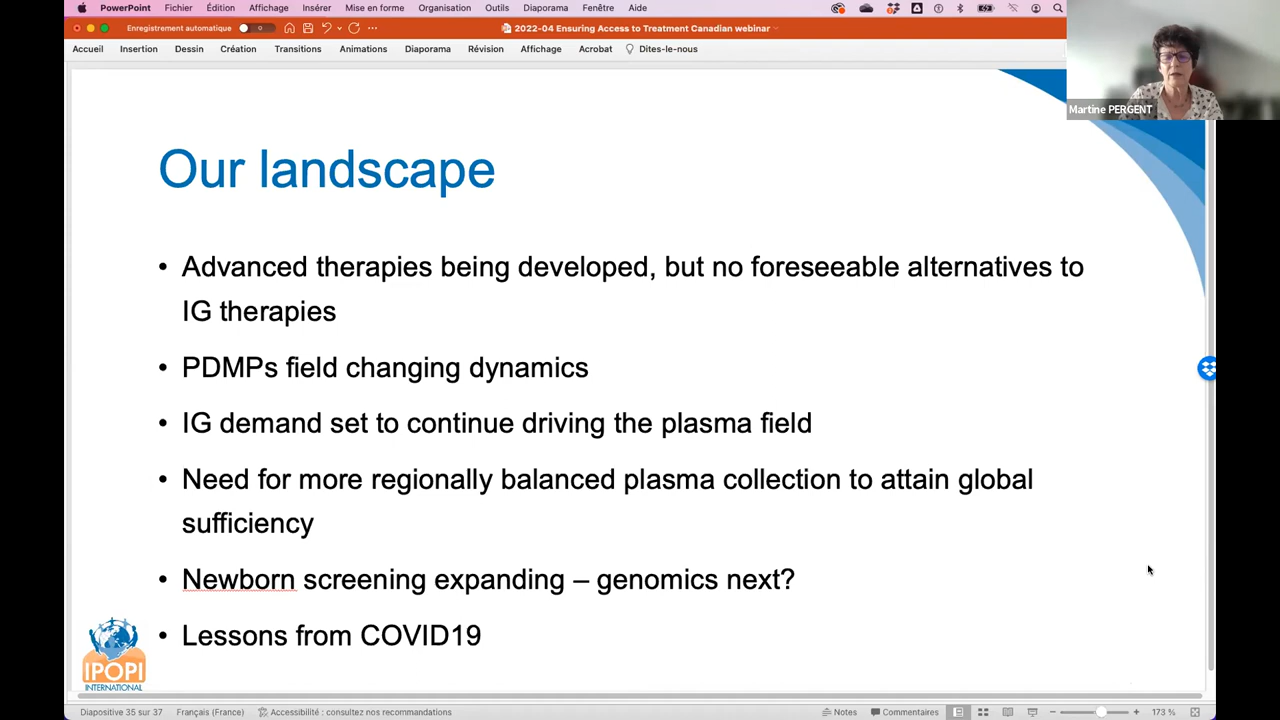 PowerPoint Fichier Édition Affichage Insérer Mise en forme Organisation Outils Diaporama Fenêtre Aide
Enregistrement automatique ... 2022-04 Ensuring Access to Treatment Canadian webinar
Accueil Insertion Dessin Création Transitions Animations Diaporama Révision Affichage Acrobat Dites-le-nous
Martine PERGENT
Our landscape
• Advanced therapies being developed, but no foreseeable alternatives to
IG therapies
• PDMPs field changing dynamics
• IG demand set to continue driving the plasma field
• Need for more regionally balanced plasma collection to attain global
sufficiency
• Newborn screening expanding – genomics next?
• Lessons from COVID19
IPOPI
INTERNATIONAL
Diapositive 35 sur 37 Français (France) Accessibilité : consultez nos recommandations Notes Commentaires 173 %